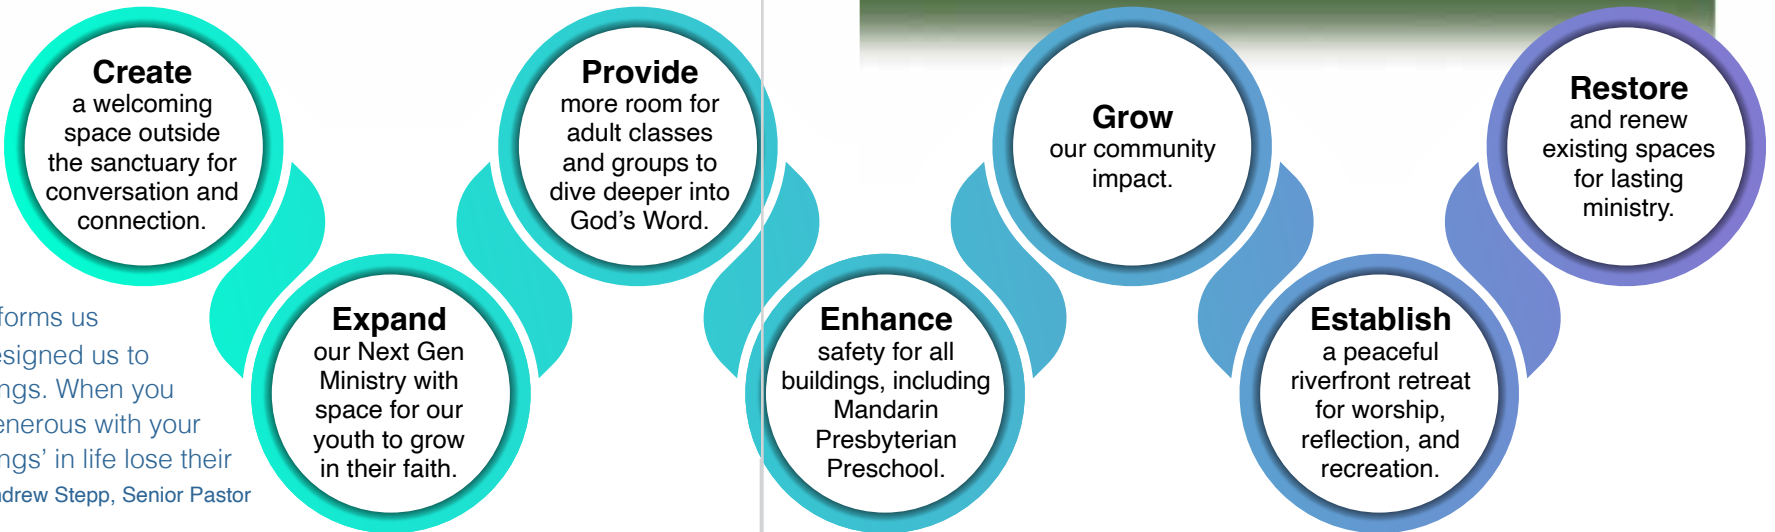 Create
a welcoming
space outside
the sanctuary for
conversation and
connection.
Expand
our Next Gen
Ministry with
space for our
youth to grow
in their faith.
Provide
more room for
adult classes
and groups to
dive deeper into
God’s Word.
Enhance
safety for all
buildings, including
Mandarin
Presbyterian
Preschool.
Grow
our community
impact.
Establish
a peaceful
riverfront retreat
for worship,
reflection, and
recreation.
Restore
and renew
existing spaces
for lasting
ministry.
forms us
esigned us to
ngs. When you
enerous with your
ngs’ in life lose their
ndrew Stepp, Senior Pastor